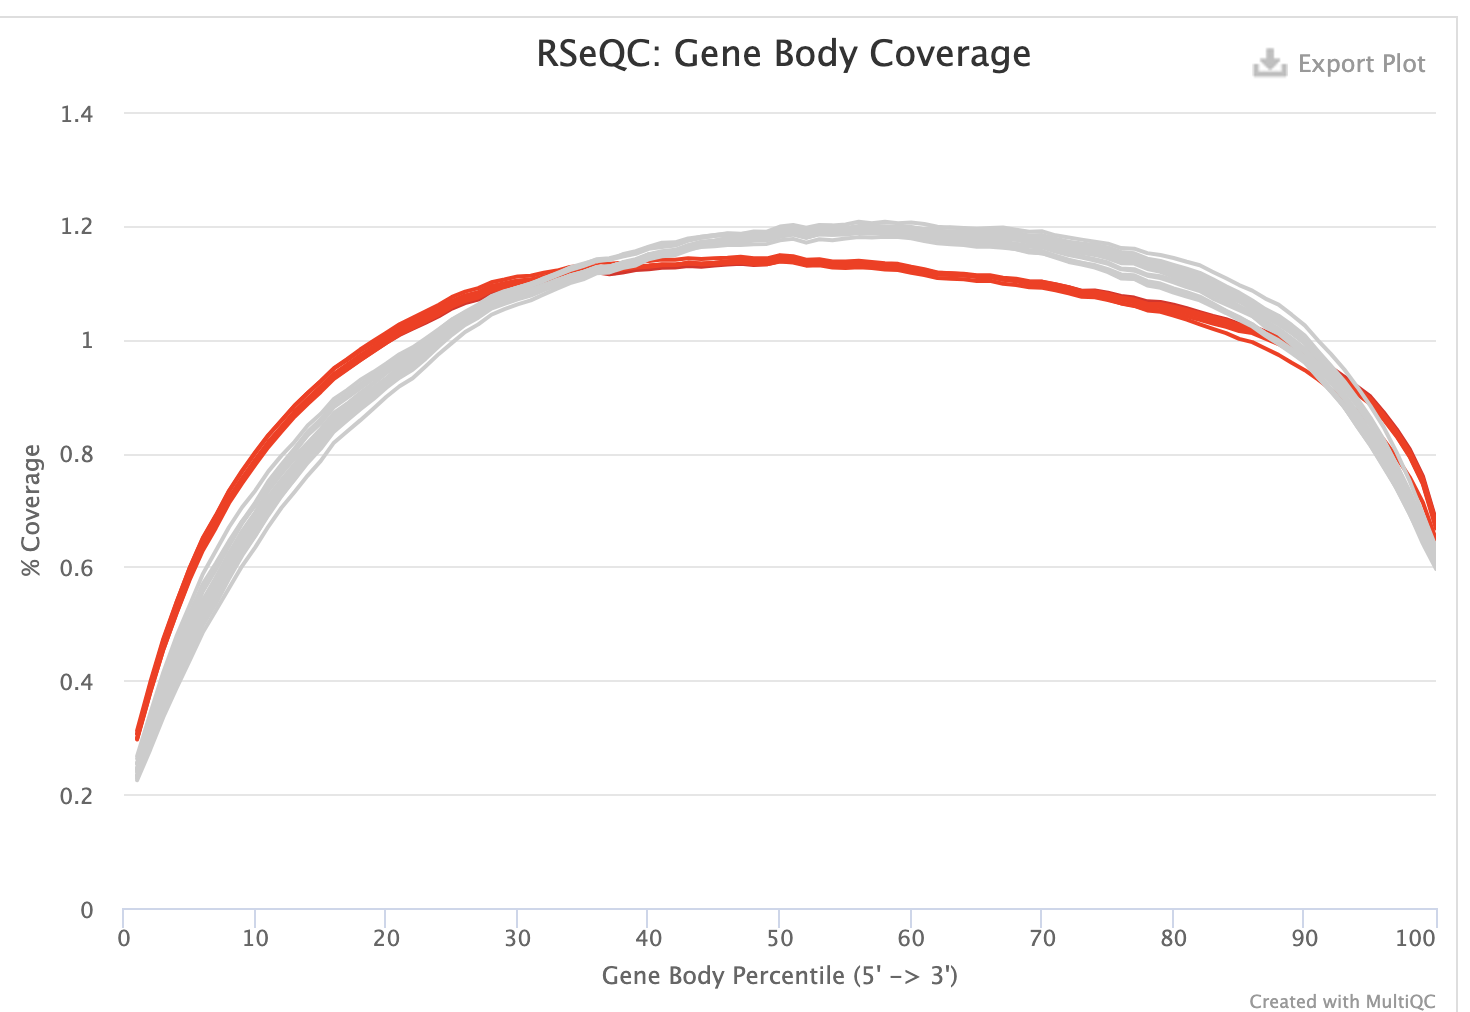 RSeQC: Gene Body Coverage
Export Plot
1.4
1.2
1
0.8
0.6
0.4
0.2
0
% Coverage
0 10 20 30 40 50 60 70 80 90 100
Gene Body Percentile (5' -> 3')
Created with MultiQC